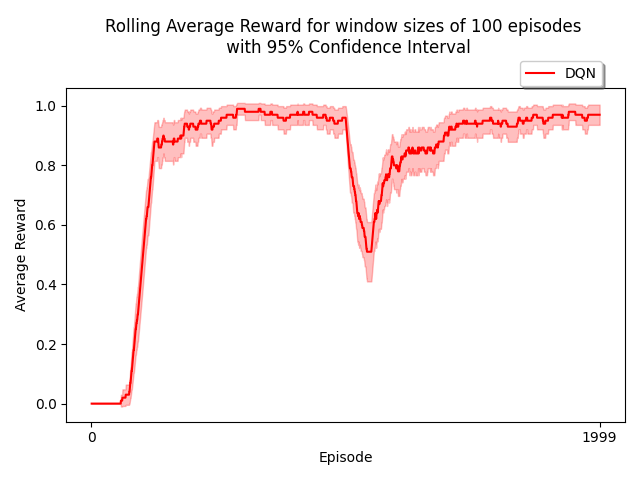 Rolling Average Reward for window sizes of 100 episodes
with 95% Confidence Interval
DQN
1.0
0.8
0.6
0.4
0.2
0.0
Average Reward
0
1999
Episode